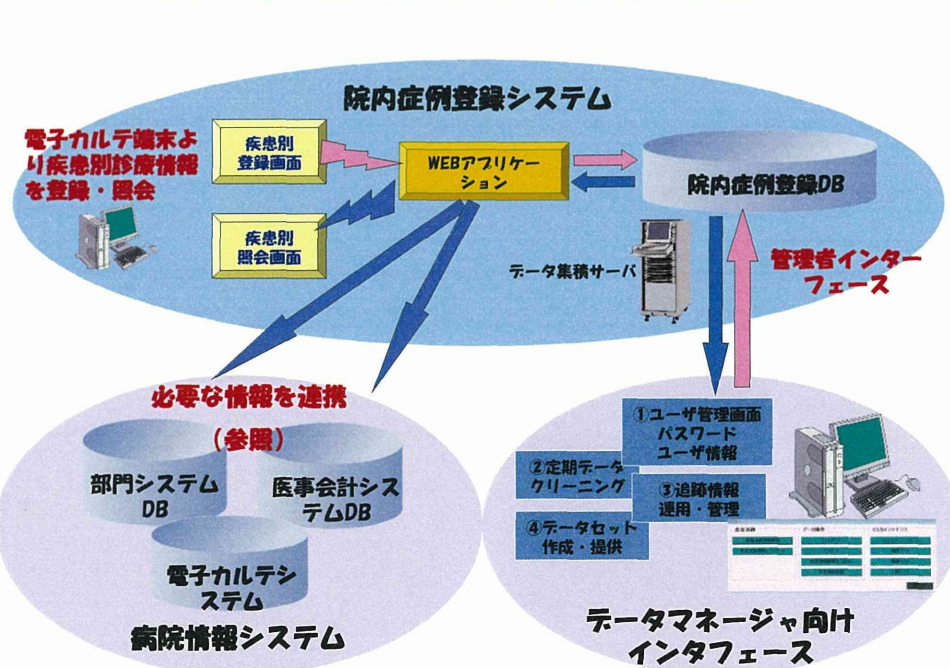 院内症例登録システム
電子カルテ端末よ
り疾患別診療情報
を登録・照会
疾患別
登録画面
疾患別
照会画面
WEBアプリケー
ション
院内症例登録DB
データ集積サーバ
管理者インター
フェース
必要な情報を連携
(参照)
部門システム
DB
医事会計シス
テムDB
電子カルテシ
ステム
病院情報システム
①ユーザ管理画面
パスワード
ユーザ情報
②定期データ
クリーニング
③追跡情報
運用・管理
④データセット
作成・提供
データマネージャ向け
インタフェース